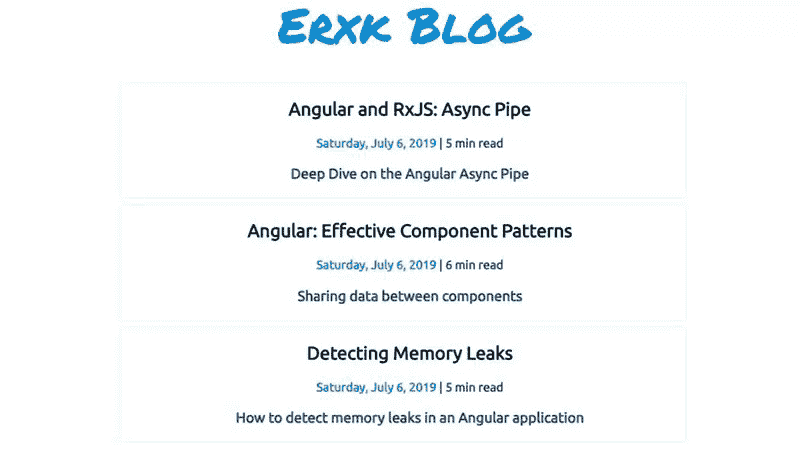 Erxk Blog
Angular and RxJS: Async Pipe
Saturday, July 6, 2019 | 5 min read
Deep Dive on the Angular Async Pipe
Angular: Effective Component Patterns
Saturday, July 6, 2019 | 6 min read
Sharing data between components
Detecting Memory Leaks
Saturday, July 6, 2019 | 5 min read
How to detect memory leaks in an Angular application